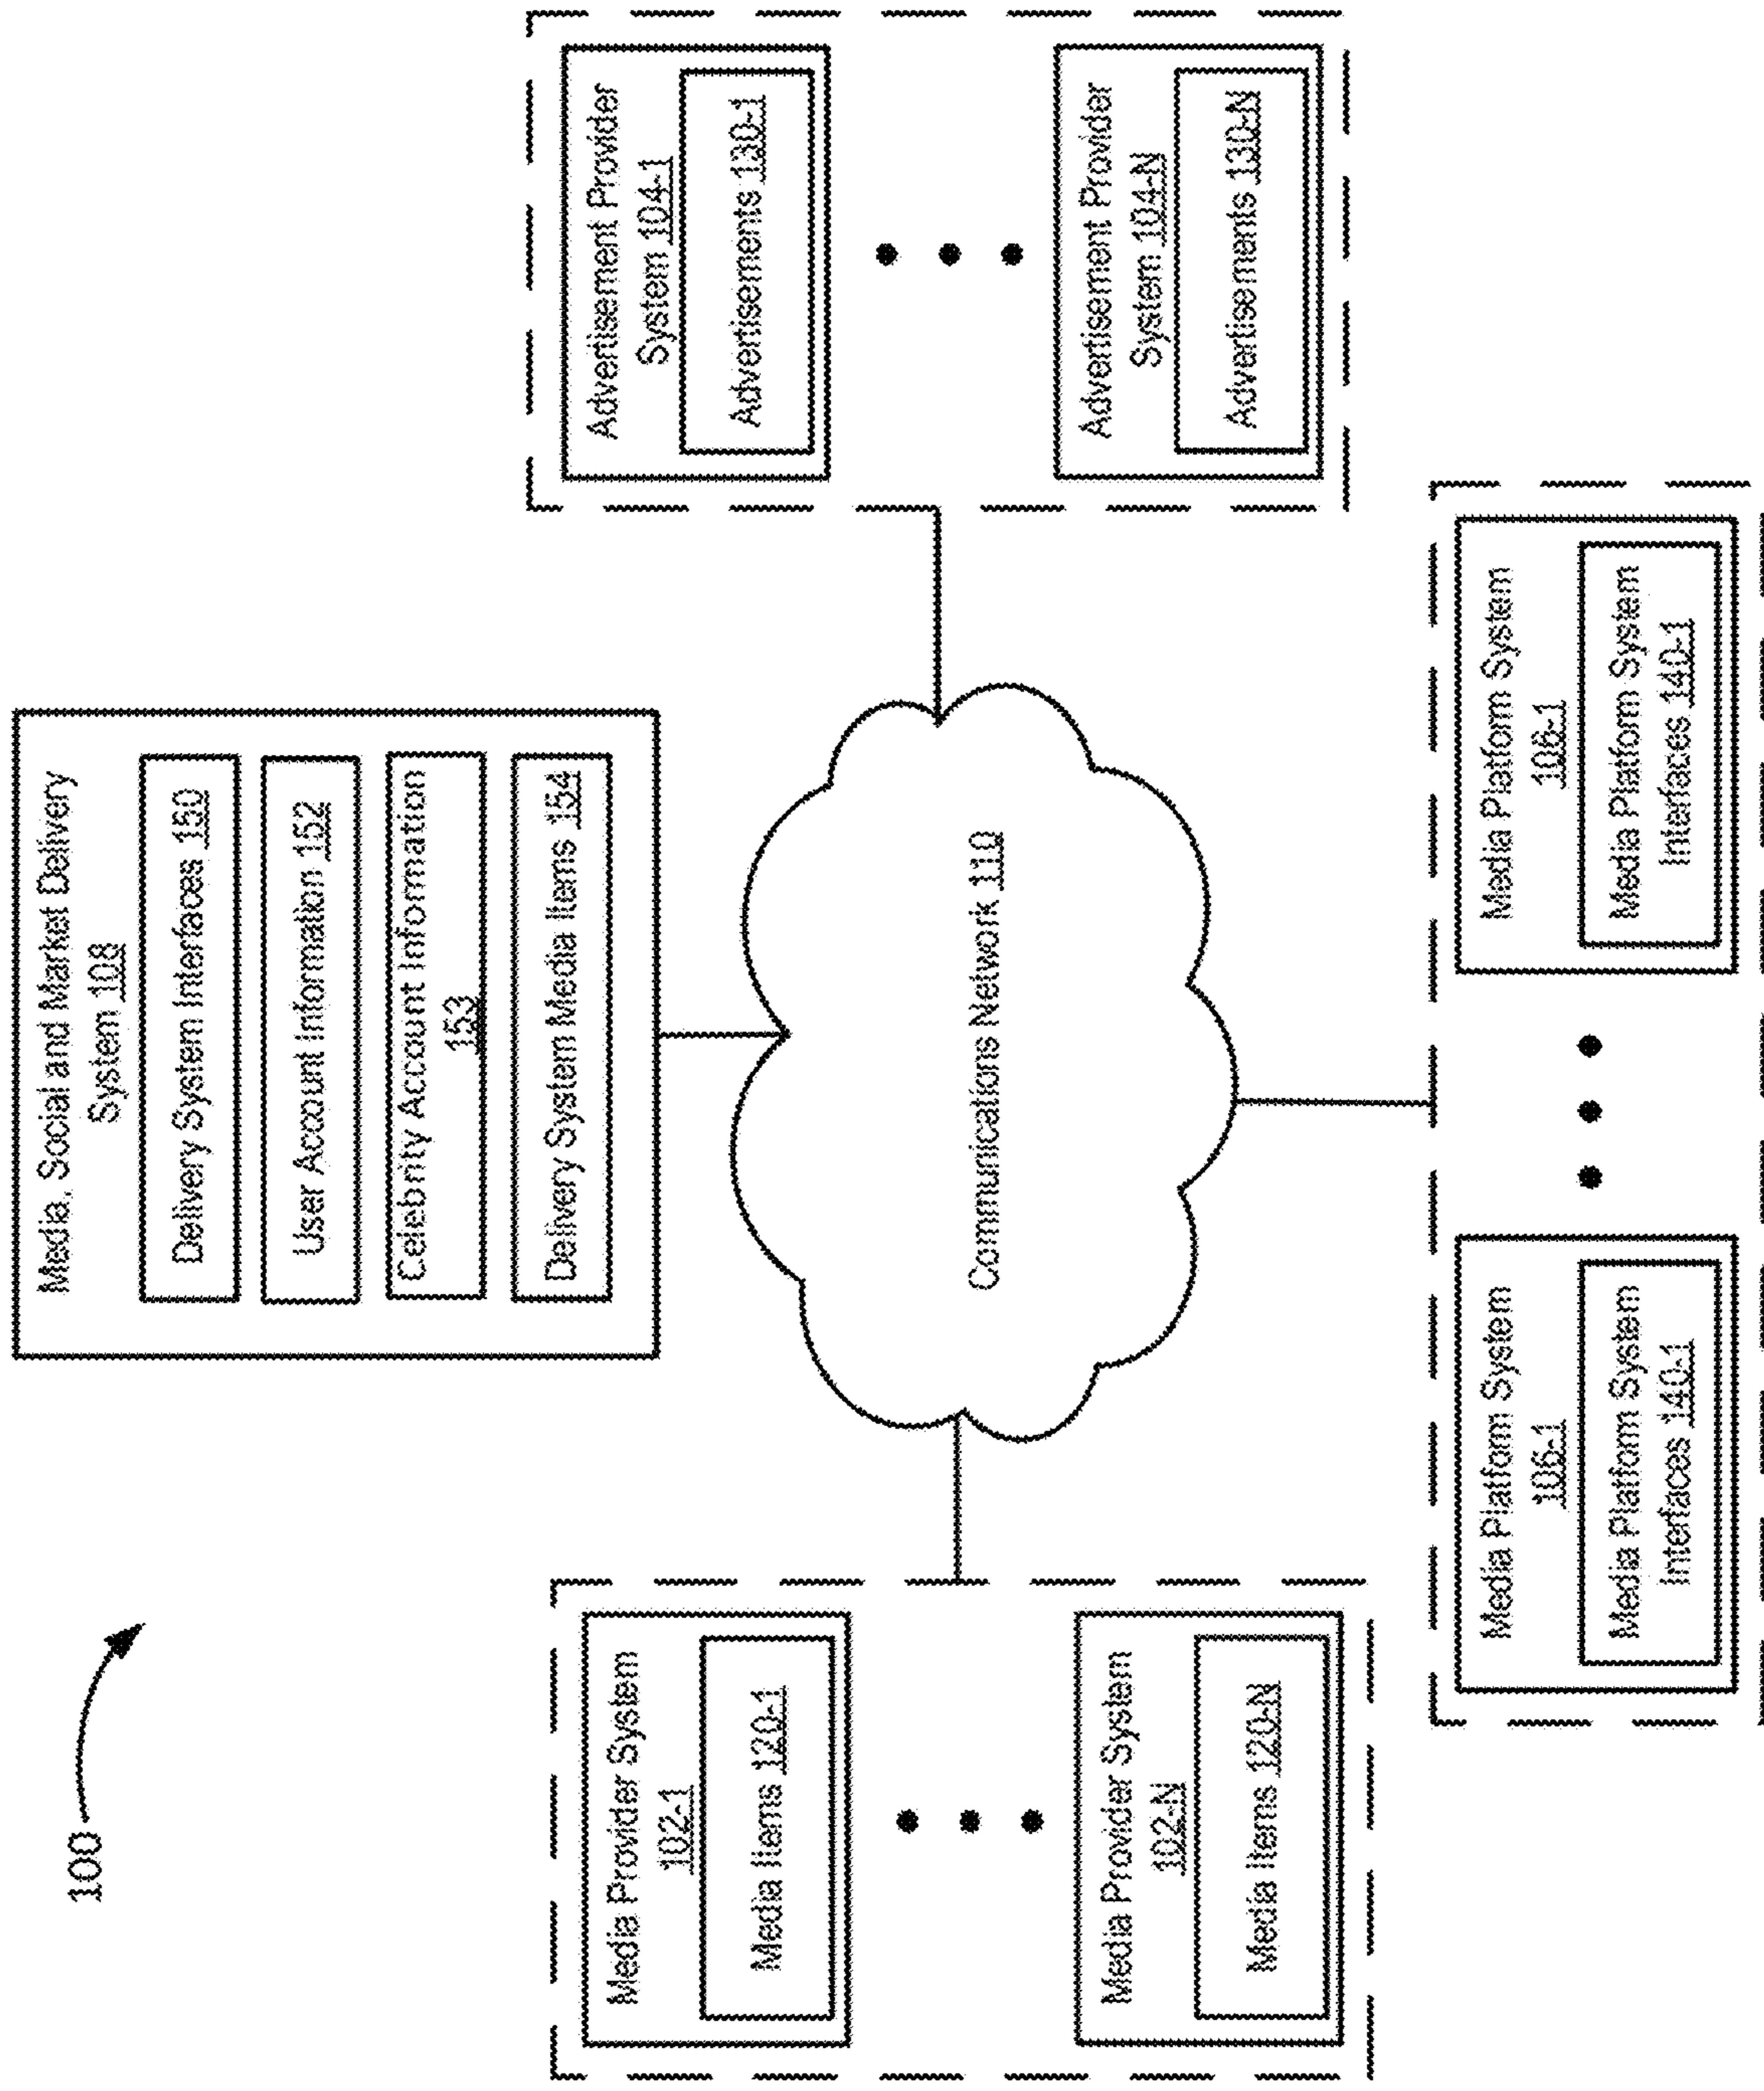 100
Media, Social and Market Delivery
System 108
Delivery System Interfaces 150
User Account Information 152
Celebrity Account Information
153
Delivery System Media Items 154
Media Provider System
102-1
Media Items 120-1
Media Provider System
102-N
Media Items 120-N
Communications Network 110
Advertisement Provider
System 104-1
Advertisements 130-1
Advertisement Provider
System 104-N
Advertisements 130-N
Media Platform System
106-1
Media Platform System
Interfaces 140-1
Media Platform System
106-1
Media Platform System
Interfaces 140-1